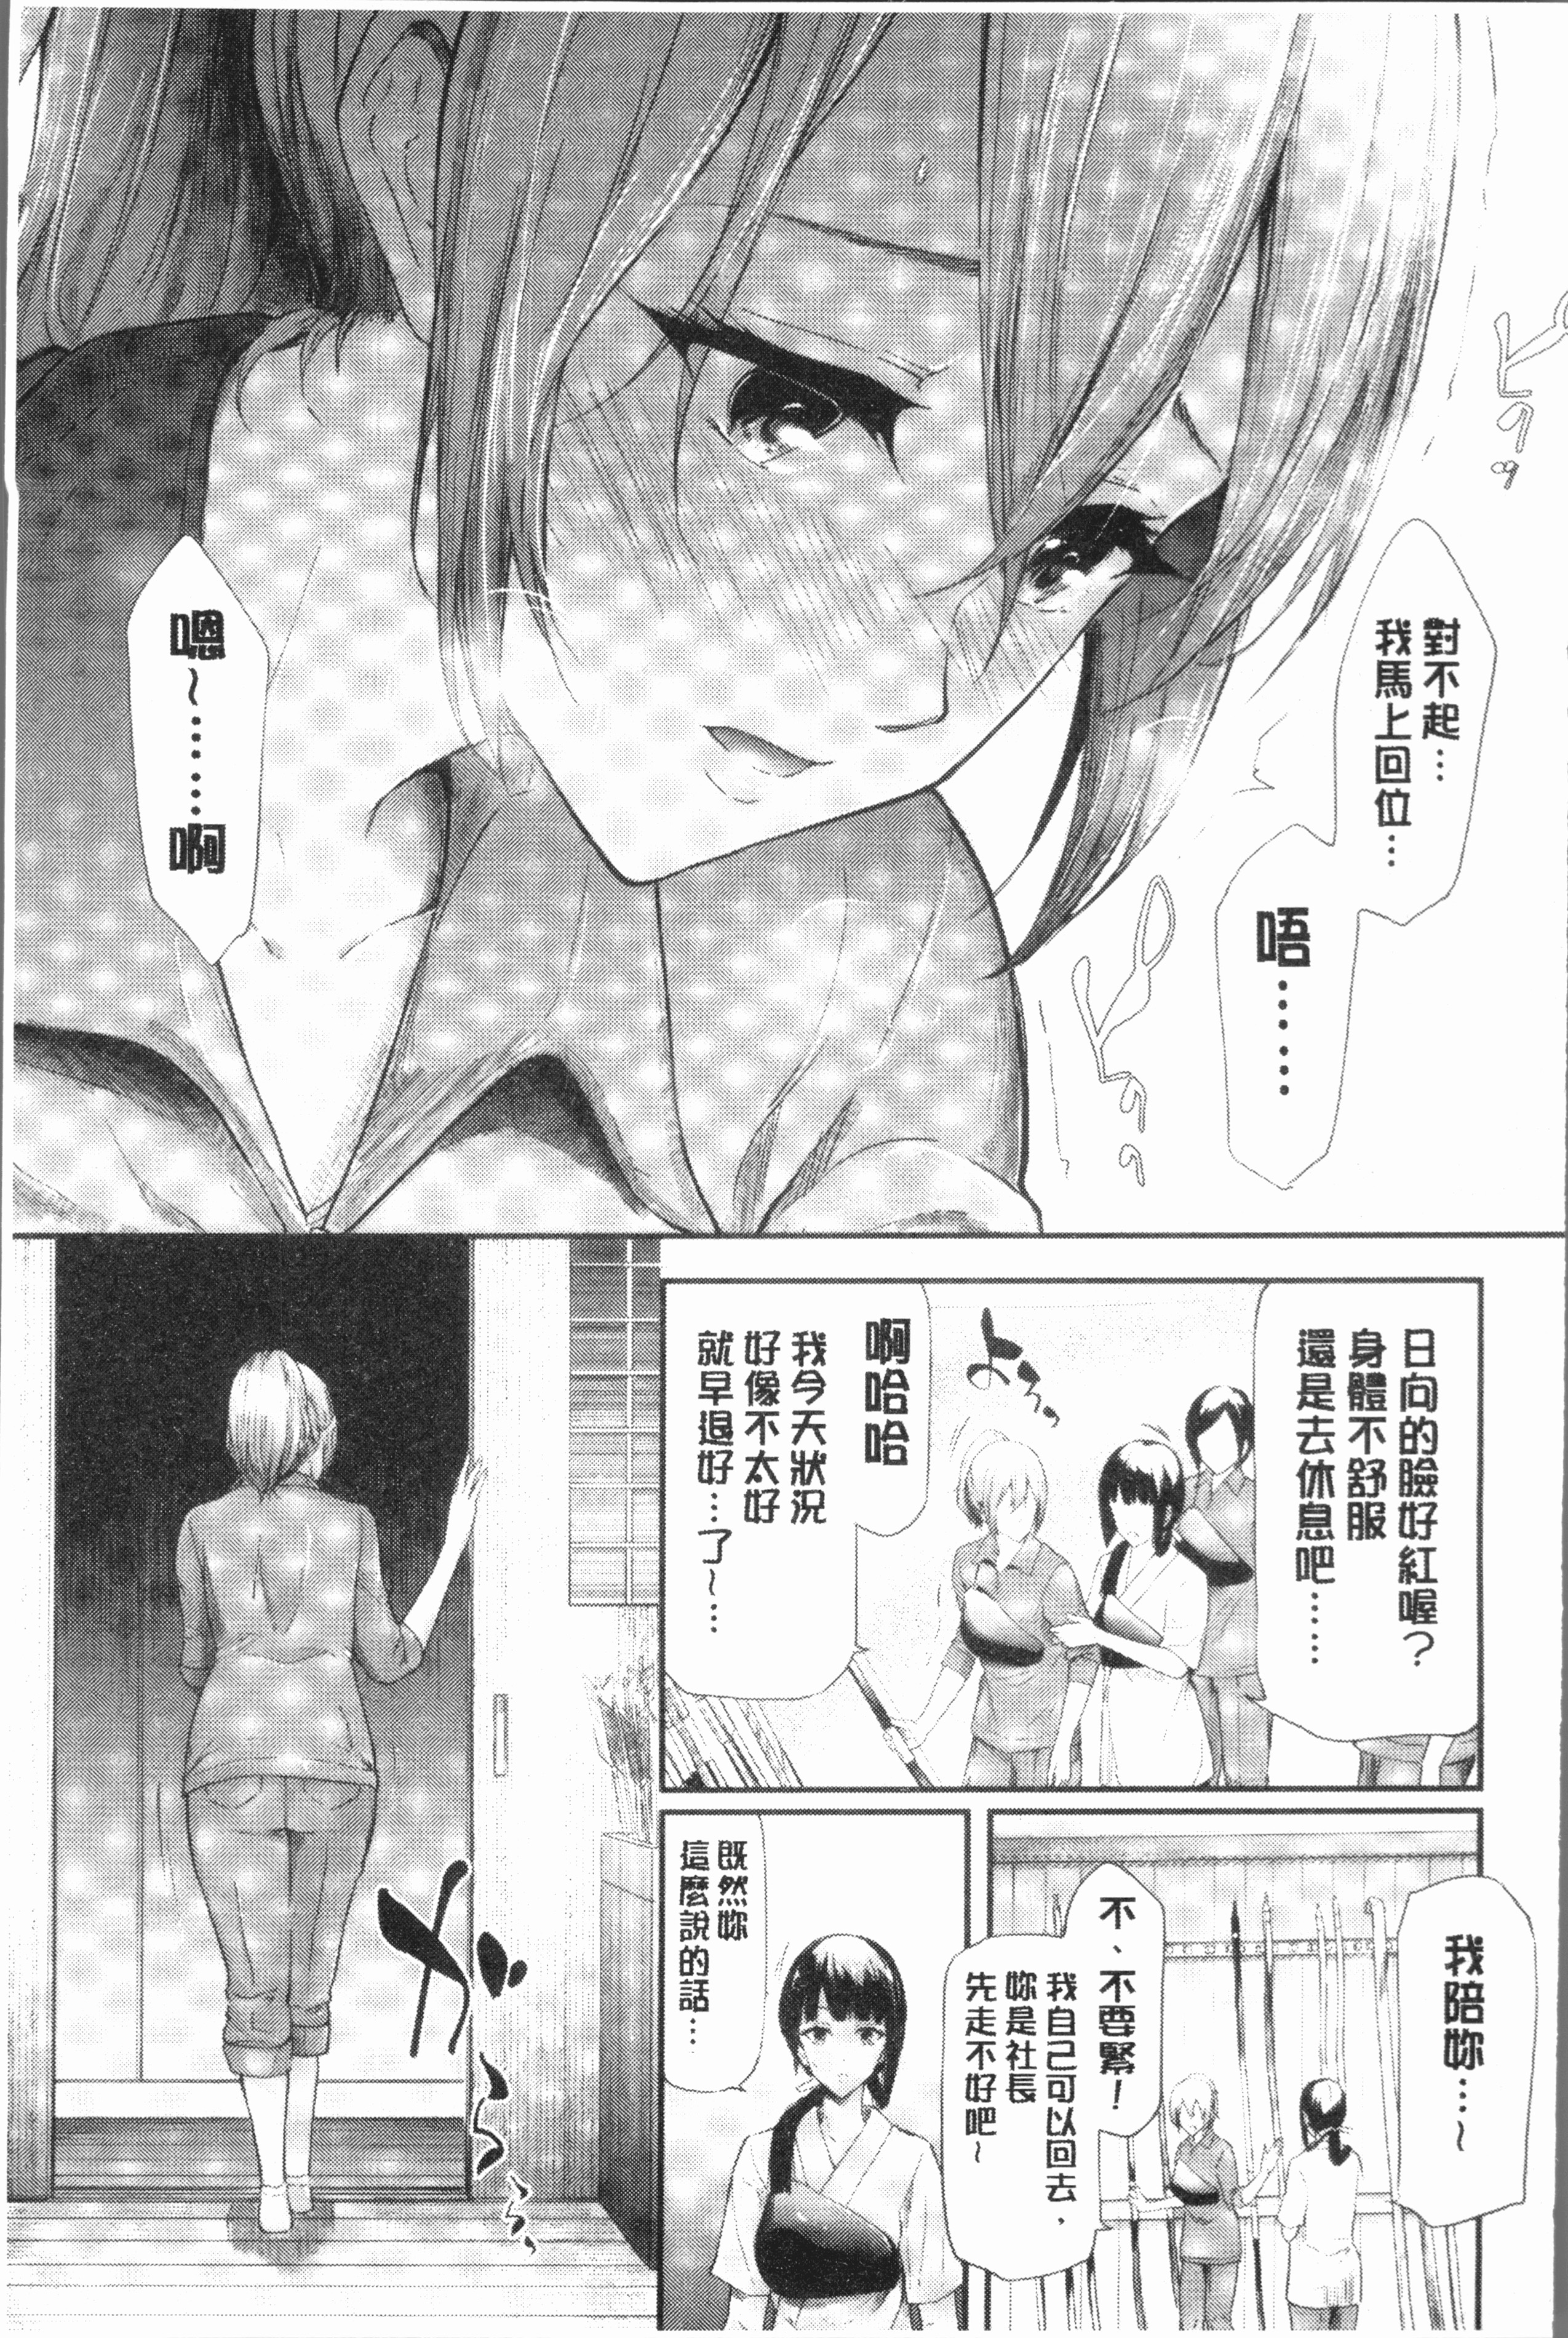 對不起…
我馬上回位…
唔……
嗯~……啊
ドク
ドク
日向的臉好紅喔？
身體不舒服
還是去休息吧……
啊哈哈
我今天狀況
好像不太好
就早退好…了~…
我陪妳…~
不、不要緊！
我自己可以回去，
妳是社長
先走不好吧~
既然妳
這麼說的話…